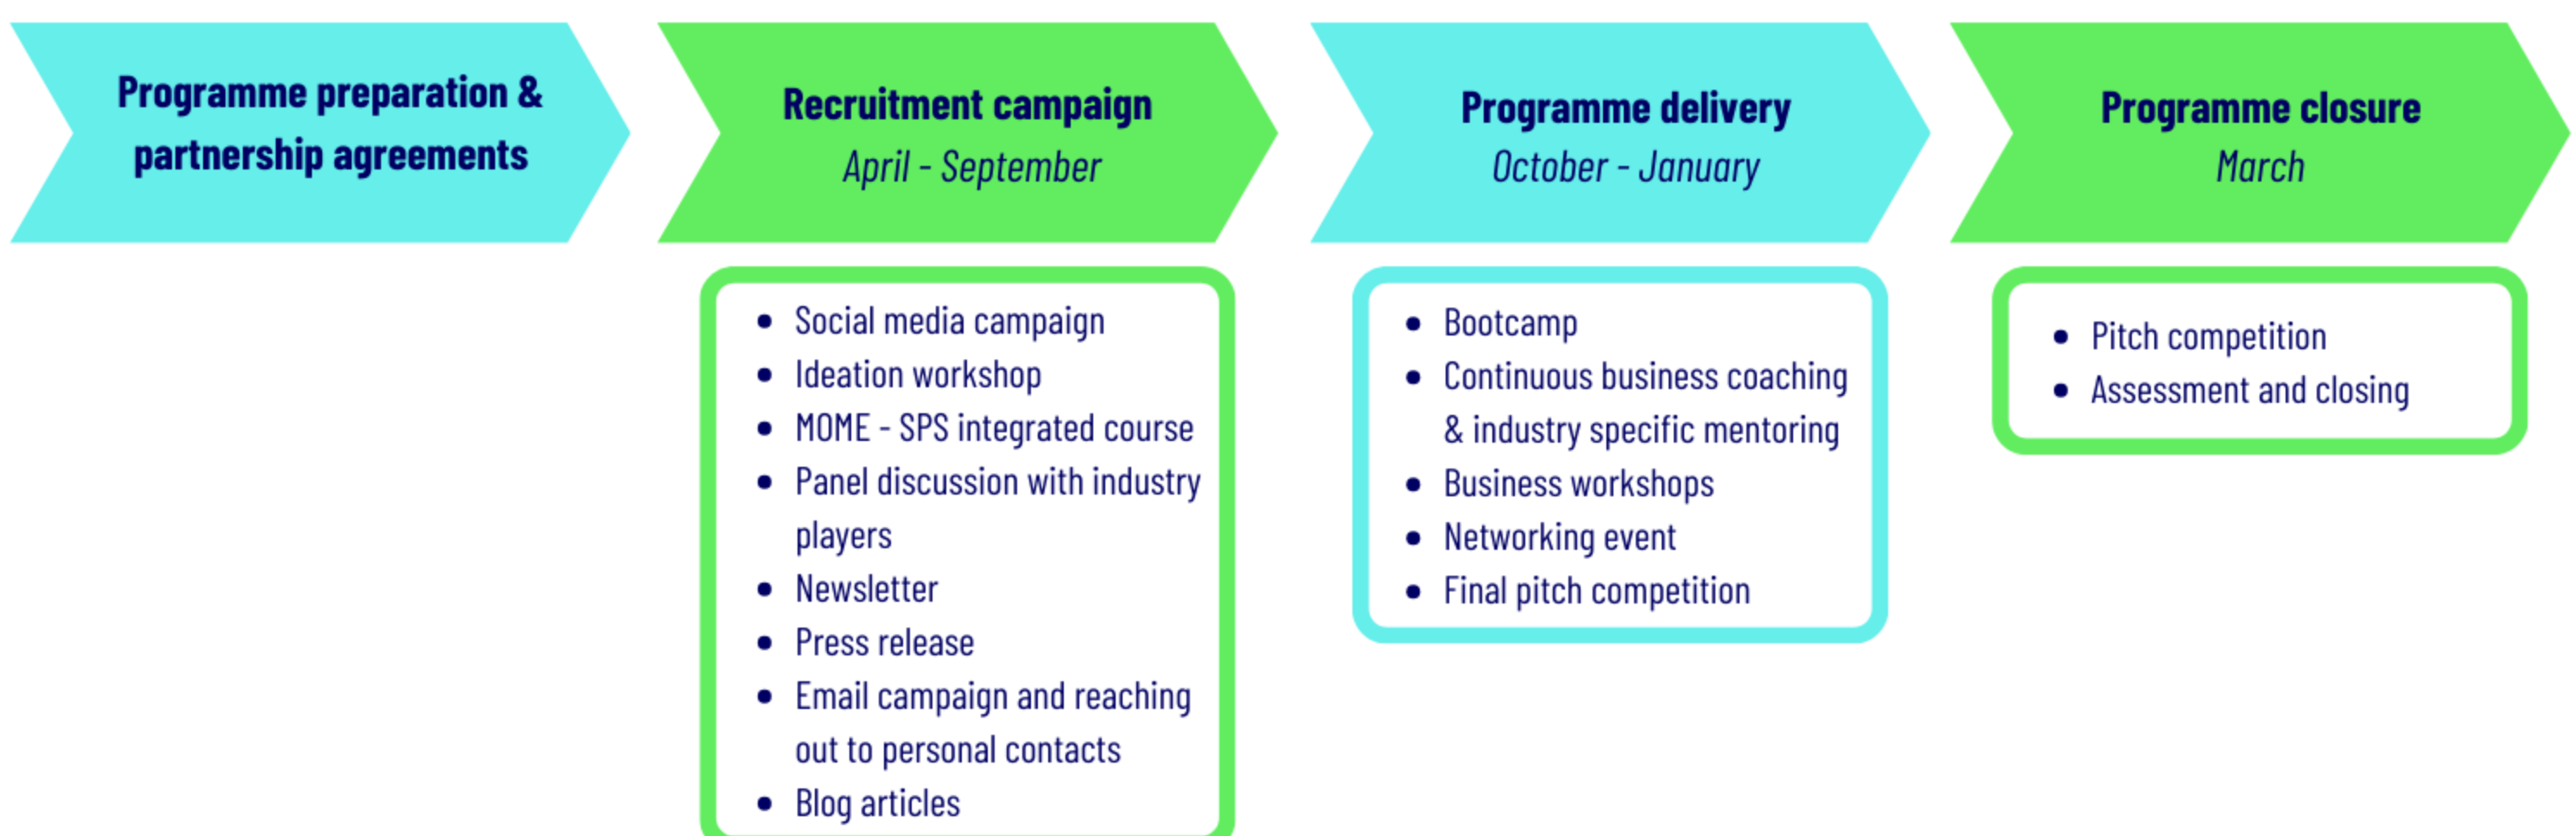 Programme preparation &
partnership agreements
Recruitment campaign
April - September
• Social media campaign
• Ideation workshop
• MOME - SPS integrated course
• Panel discussion with industry
players
• Newsletter
• Press release
• Email campaign and reaching
out to personal contacts
• Blog articles
Programme delivery
October - January
• Bootcamp
• Continuous business coaching
& industry specific mentoring
• Business workshops
• Networking event
• Final pitch competition
Programme closure
March
• Pitch competition
• Assessment and closing